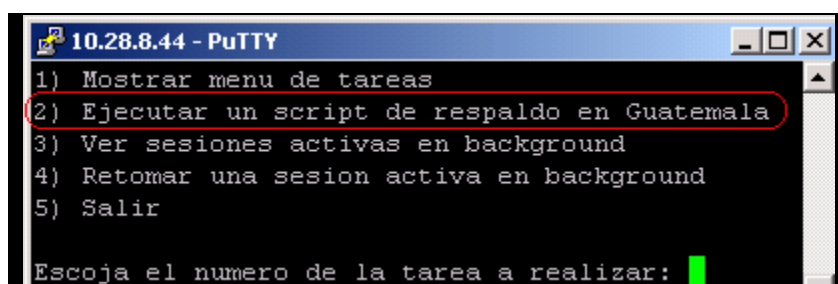 10.28.8.44 - PuTTY
1) Mostrar menu de tareas
2) Ejecutar un script de respaldo en Guatemala
3) Ver sesiones activas en background
4) Retomar una sesion activa en background
5) Salir
Escoja el numero de la tarea a realizar: